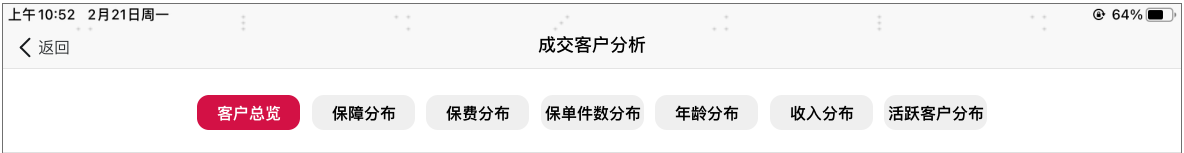 上午10:52 2月21日周一 64%
返回 成交客户分析
客户总览 保障分布 保费分布 保单件数分布 年龄分布 收入分布 活跃客户分布